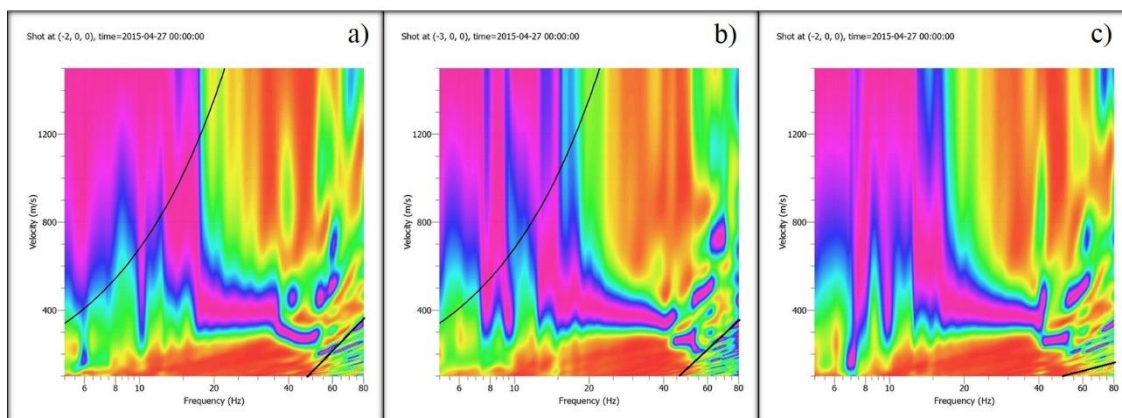 Shot at (-2, 0, 0), time=2015-04-27 00:00:00
a)
1200
800
400
Velocity (m/s)
6 8 10 20 6 40 60 80
Frequency (Hz)
Shot at (-3, 0, 0), time=2015-04-27 00:00:00
b)
1200
800
400
Velocity (m/s)
6 8 10 20 40 60 80
Frequency (Hz)
Shot at (-2, 0, 0), time=2015-04-27 00:00:00
c)
1200
800
400
Velocity (m/s)
6 8 10 20 40 60 80
Frequency (Hz)